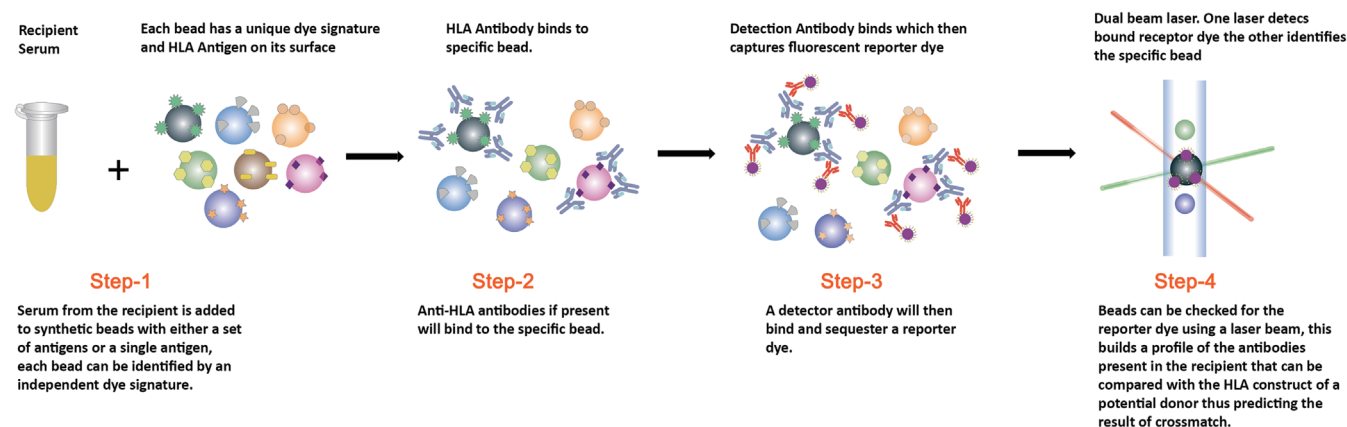 Recipient
Serum
Each bead has a unique dye signature
and HLA Antigen on its surface
HLA Antibody binds to
specific bead.
Detection Antibody binds which then
captures fluorescent reporter dye
Dual beam laser. One laser detecs
bound receptor dye the other identifies
the specific bead
+
Step-1
Serum from the recipient is added
to synthetic beads with either a set
of antigens or a single antigen,
each bead can be identified by an
independent dye signature.
Step-2
Anti-HLA antibodies if present
will bind to the specific bead.
Step-3
A detector antibody will then
bind and sequester a reporter
dye.
Step-4
Beads can be checked for the
reporter dye using a laser beam, this
builds a profile of the antibodies
present in the recipient that can be
compared with the HLA construct of a
potential donor thus predicting the
result of crossmatch.